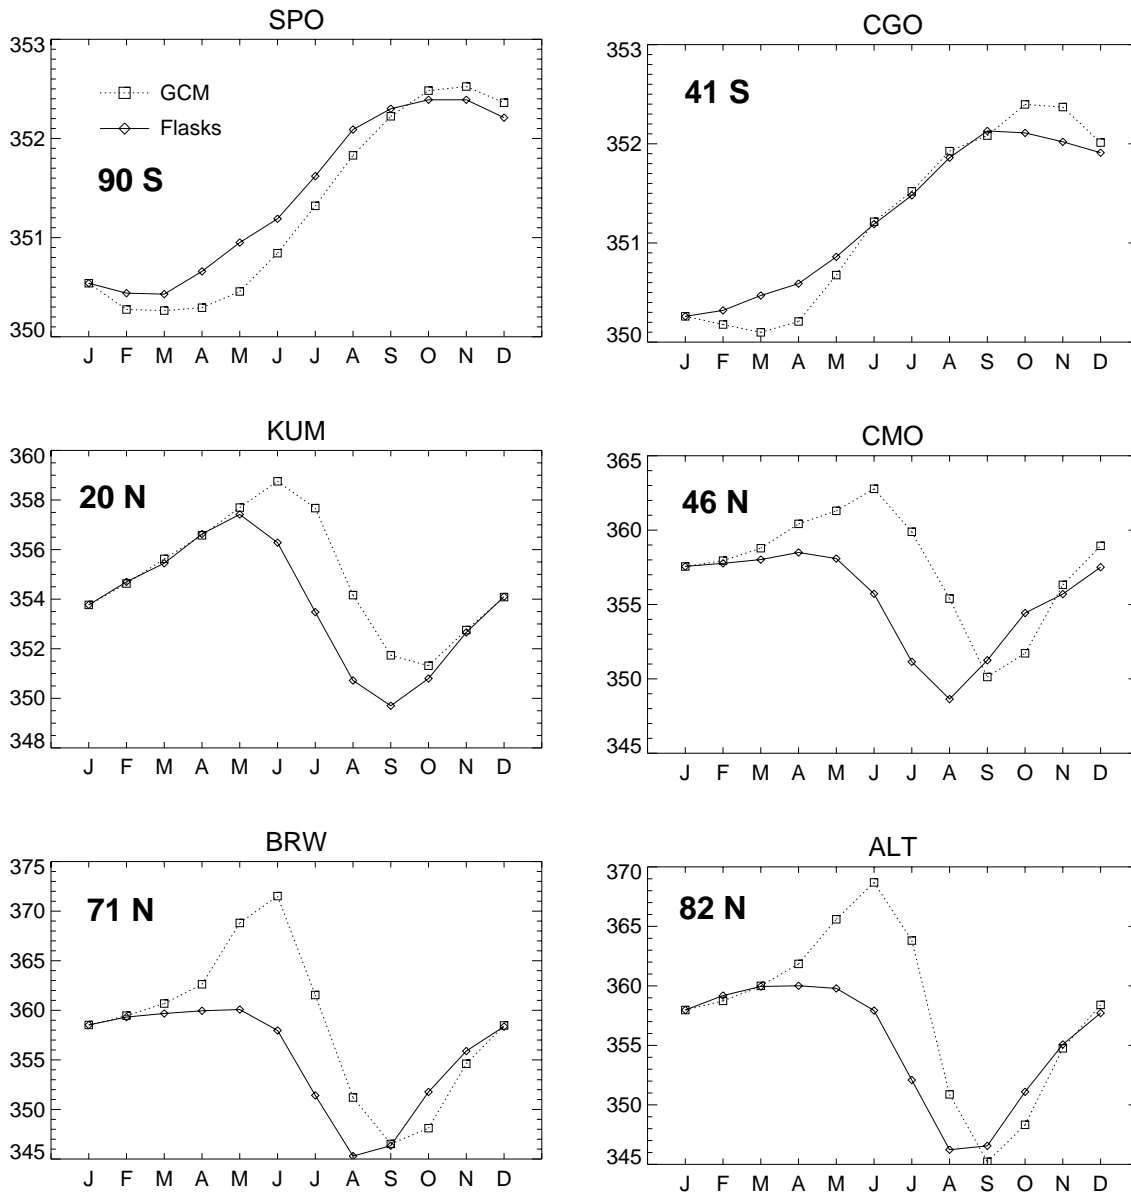 SPO
353
GCM
Flasks
90 S
352
351
350
J F M A M J J A S O N D
CGO
353
41 S
352
351
350
J F M A M J J A S O N D
KUM
360
20 N
358
356
354
352
350
348
J F M A M J J A S O N D
CMO
365
46 N
360
355
350
345
J F M A M J J A S O N D
BRW
375
71 N
370
365
360
355
350
345
J F M A M J J A S O N D
ALT
370
82 N
365
360
355
350
345
J F M A M J J A S O N D